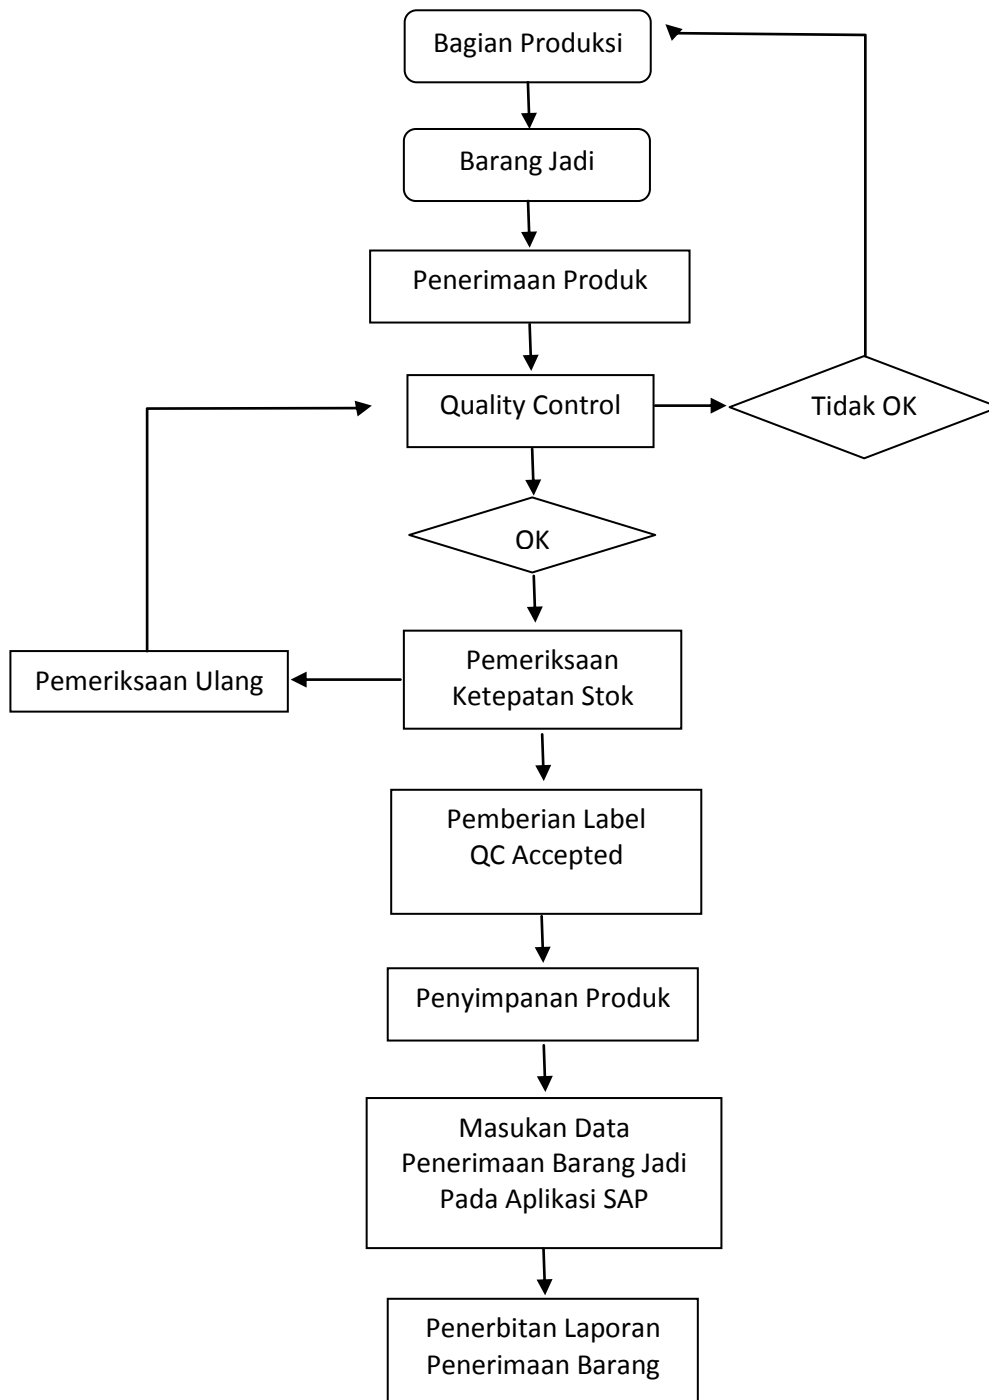 Bagian Produksi
Barang Jadi
Penerimaan Produk
Quality Control
Tidak OK
OK
Pemeriksaan
Ketepatan Stok
Pemeriksaan Ulang
Pemberian Label
QC Accepted
Penyimpanan Produk
Masukan Data
Penerimaan Barang Jadi
Pada Aplikasi SAP
Penerbitan Laporan
Penerimaan Barang